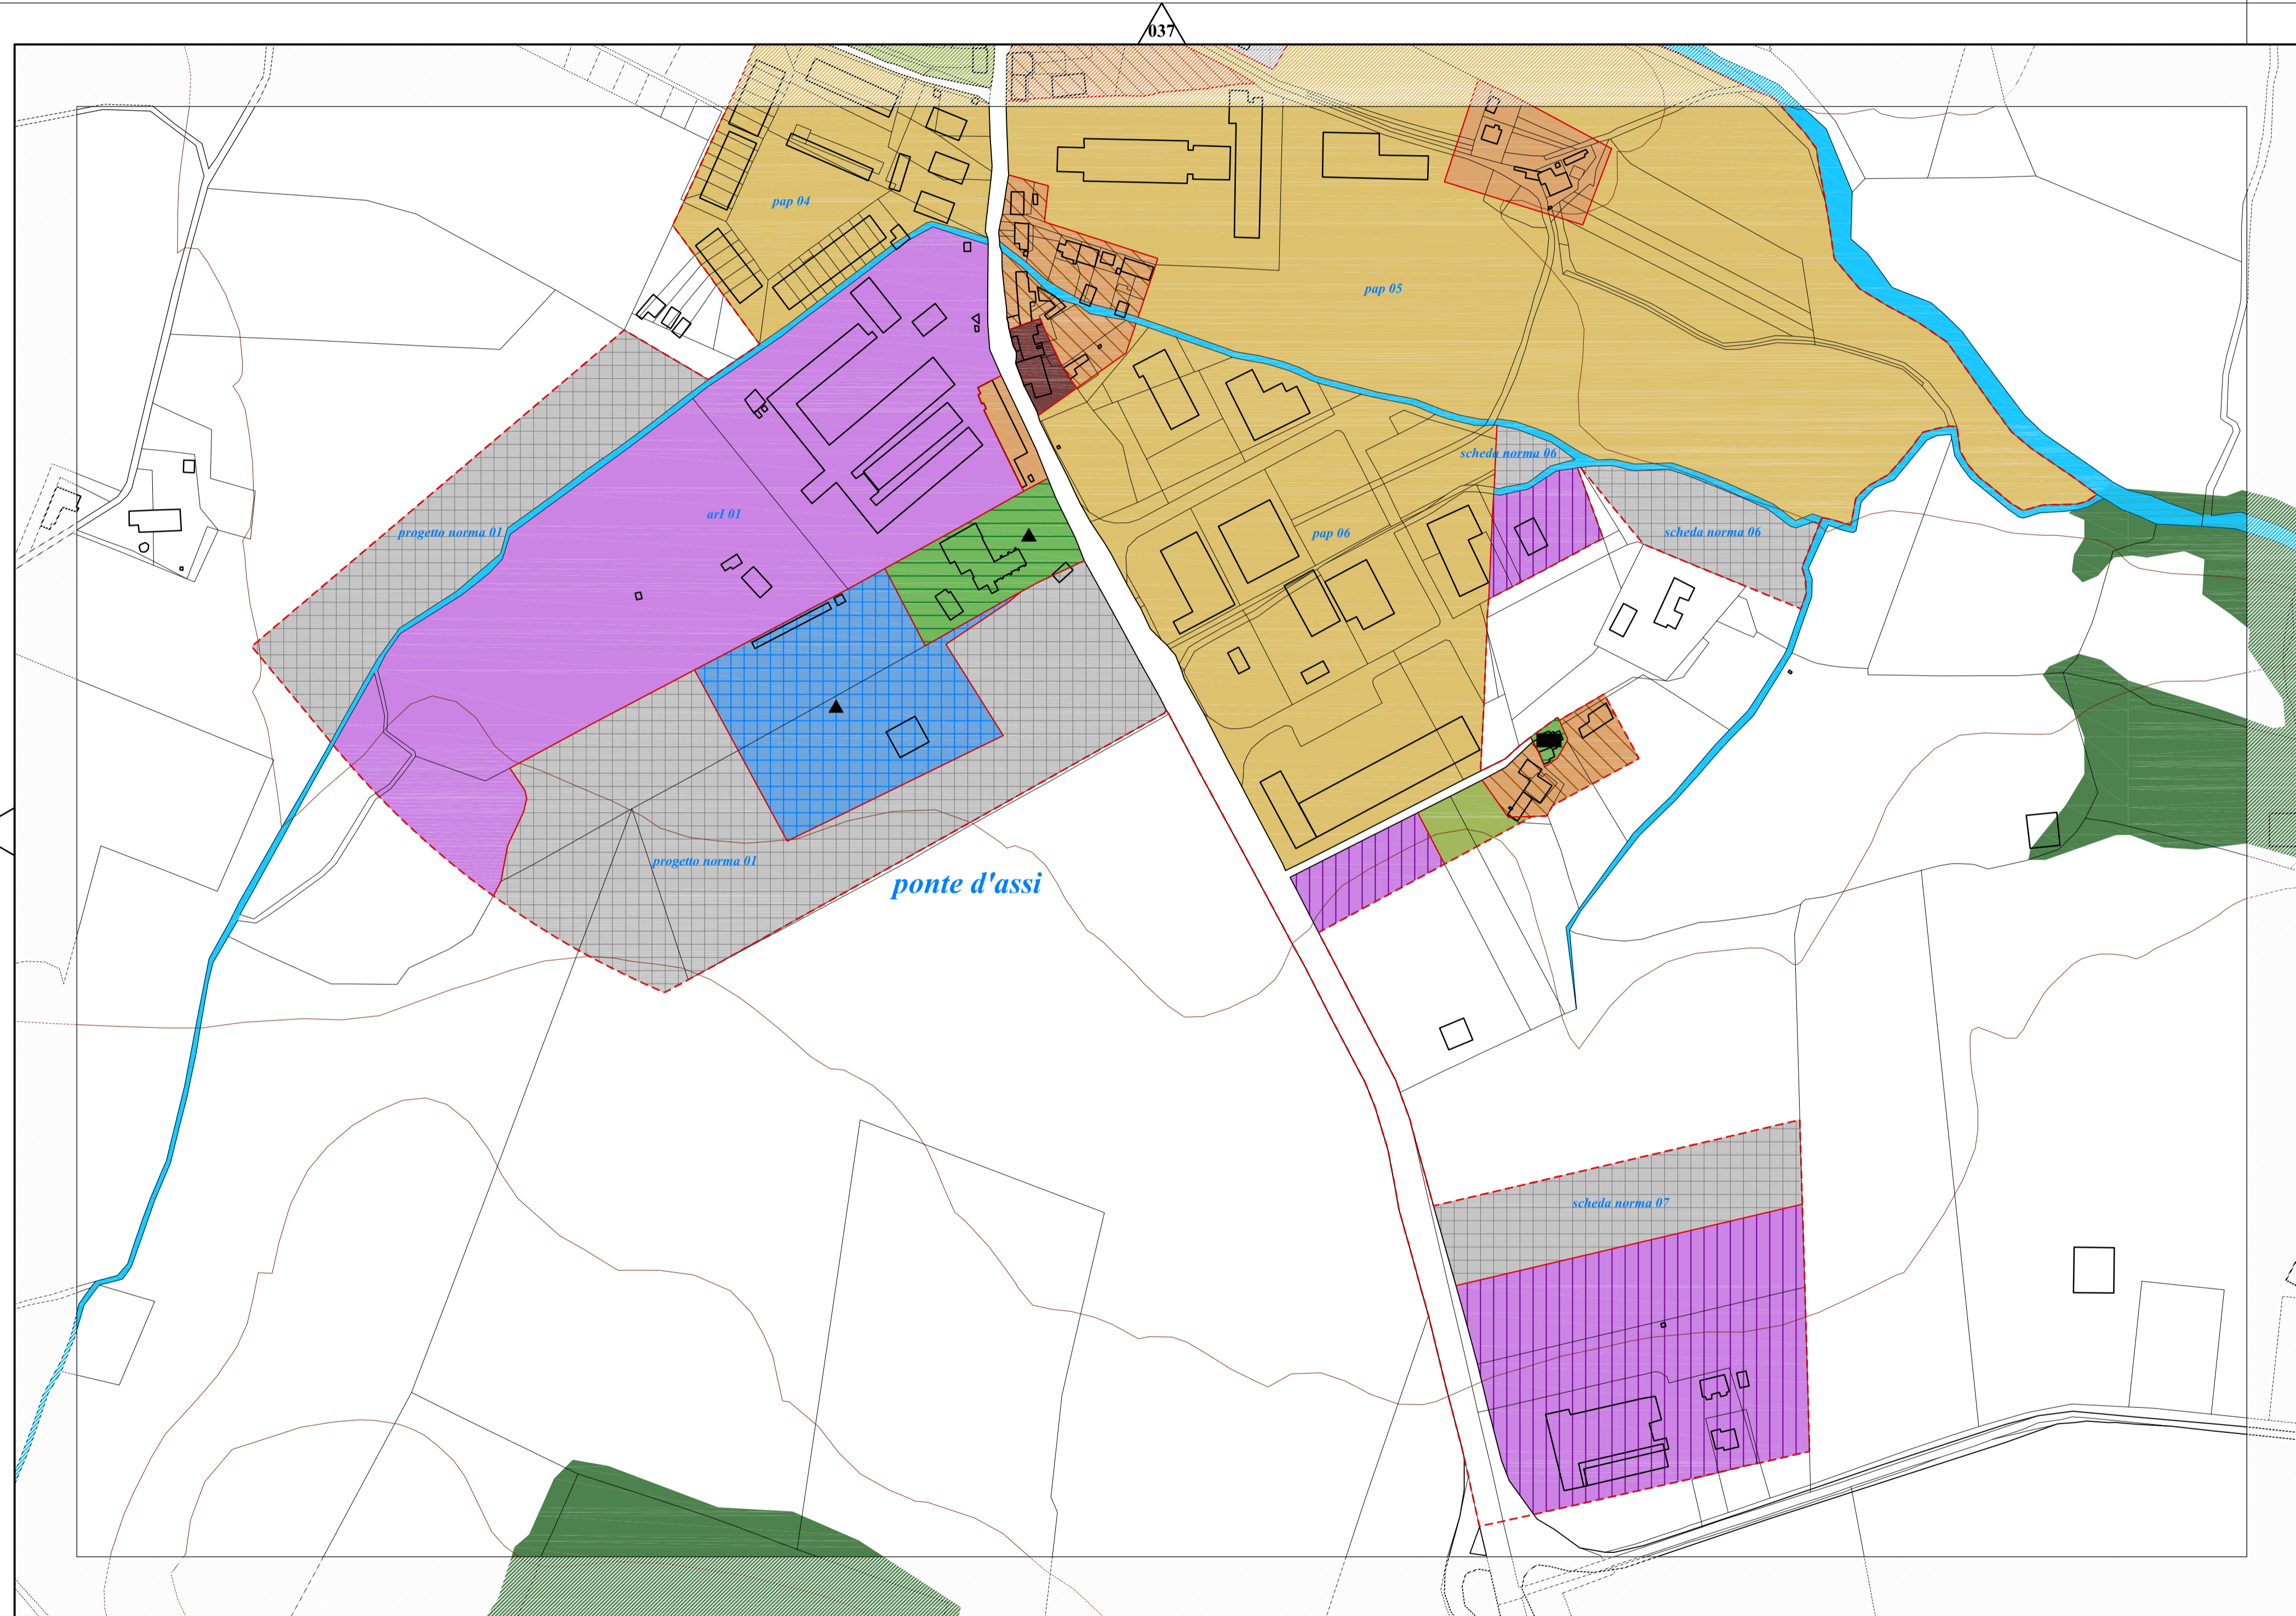 037
pap 04
pap 05
scheda norma 06
arI 01
progetto norma 01
pap 06
scheda norma 06
progetto norma 01
ponte d'assi
scheda norma 07